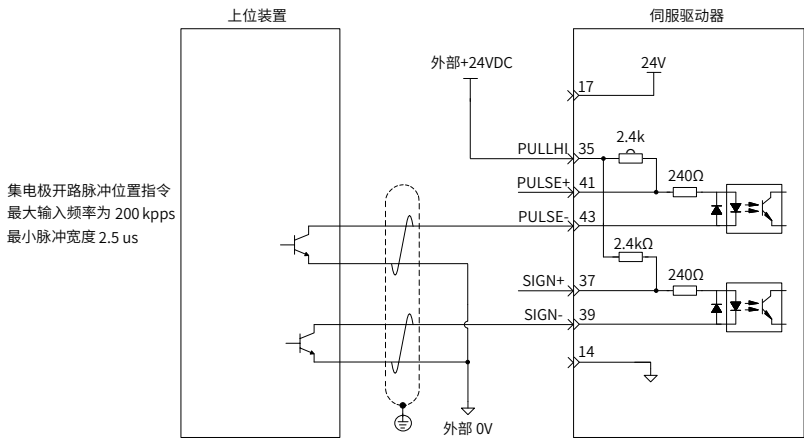 上位装置
伺服驱动器
外部+24VDC
24V
17
2.4k
PULLHI
35
240Ω
PULSE+
41
集电极开路脉冲位置指令
最大输入频率为 200 kpps
最小脉冲宽度 2.5 us
PULSE-
43
2.4kΩ
240Ω
SIGN+
37
SIGN-
39
14
外部 0V